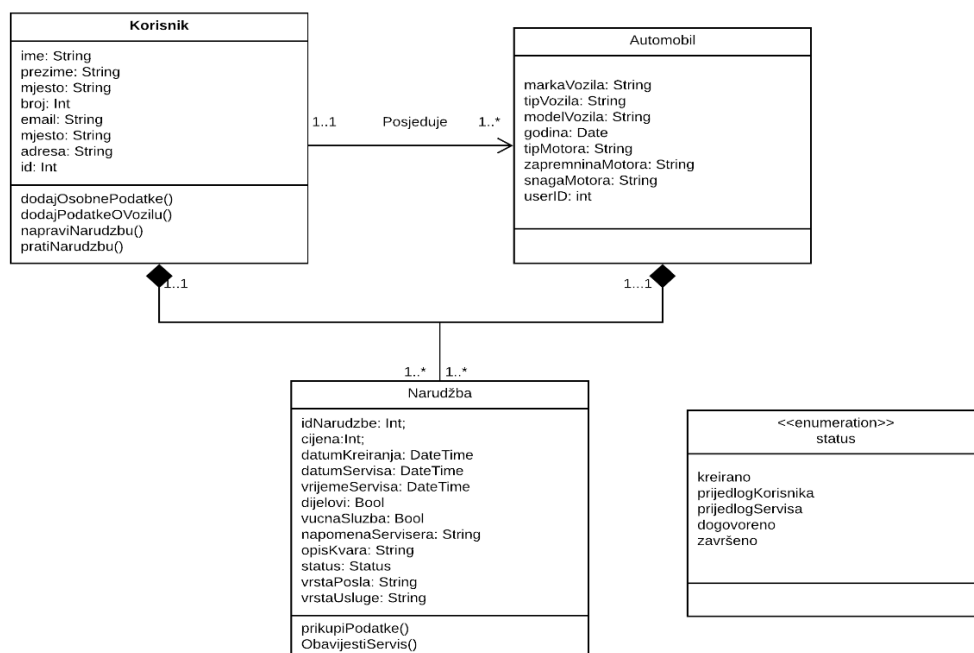 Korisnik
ime: String
prezime: String
mjesto: String
broj: Int
email: String
mjesto: String
adresa: String
id: Int
dodajOsobnePodatke()
dodajPodatkeOVozilu()
napraviNarudzbu()
pratiNarudzbu()
1..1 Posjeduje 1..*
Automobil
markaVozila: String
tipVozila: String
modelVozila: String
godina: Date
tipMotora: String
zapremninaMotora: String
snagaMotora: String
userID: int
1..1
1...1
1..* 1..*
Narudžba
idNarudzbe: Int;
cijena:Int;
datumKreiranja: DateTime
datumServisa: DateTime
vrijemeServisa: DateTime
dijelovi: Bool
vucnaSluzba: Bool
napomenaServisera: String
opisKvara: String
status: Status
vrstaPosla: String
vrstaUsluge: String
prikupiPodatke()
ObavijestiServis()
<<enumeration>>
status
kreirano
prijedlogKorisnika
prijedlogServisa
dogovoreno
završeno